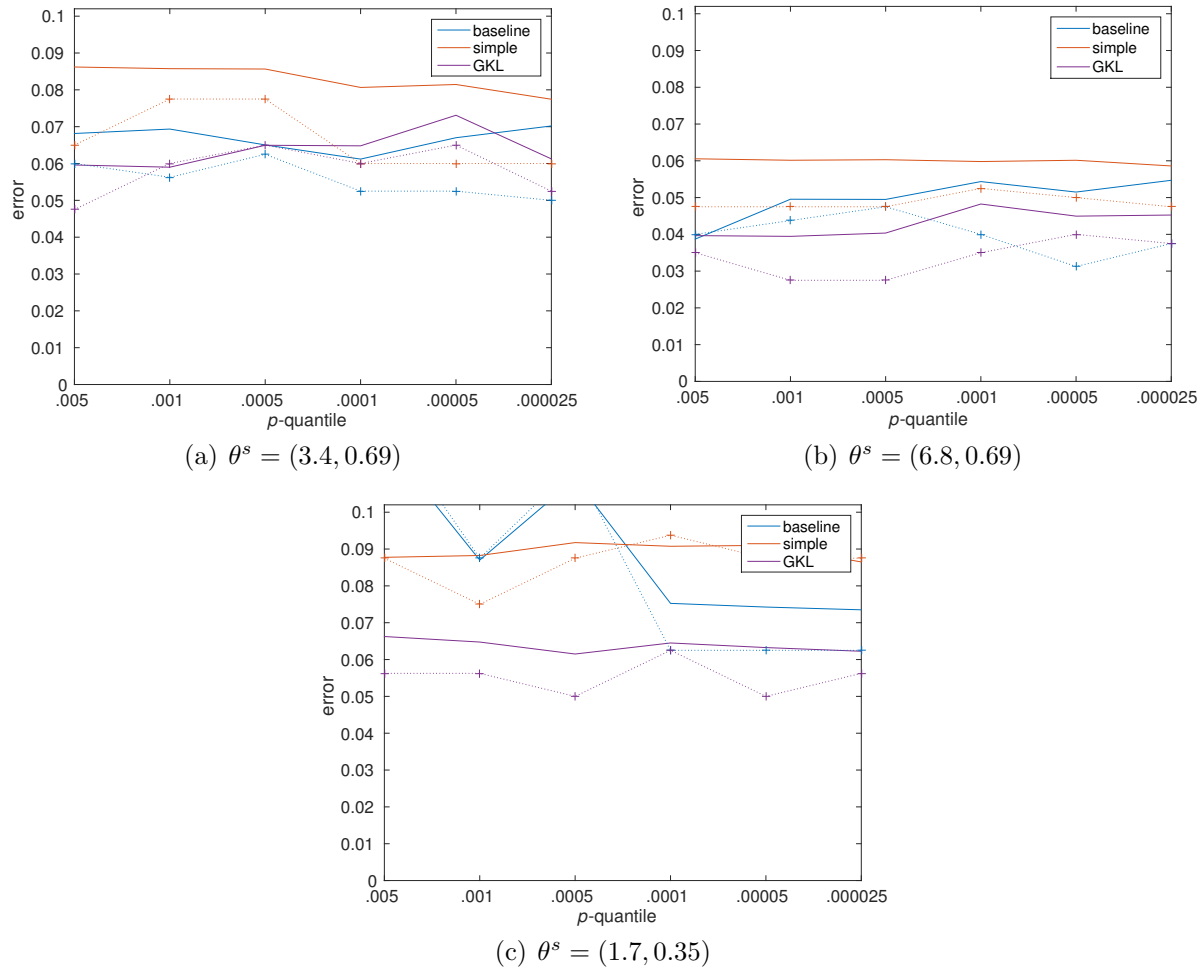 0.1
0.09
0.08
0.07
0.06
0.05
0.04
0.03
0.02
0.01
0
error
baseline
simple
GKL
.005 .001 .0005 .0001 .00005 .000025
p-quantile
(a) θ^s = (3.4, 0.69)
0.1
0.09
0.08
0.07
0.06
0.05
0.04
0.03
0.02
0.01
0
error
baseline
simple
GKL
.005 .001 .0005 .0001 .00005 .000025
p-quantile
(b) θ^s = (6.8, 0.69)
0.1
0.09
0.08
0.07
0.06
0.05
0.04
0.03
0.02
0.01
0
error
baseline
simple
GKL
.005 .001 .0005 .0001 .00005 .000025
p-quantile
(c) θ^s = (1.7, 0.35)